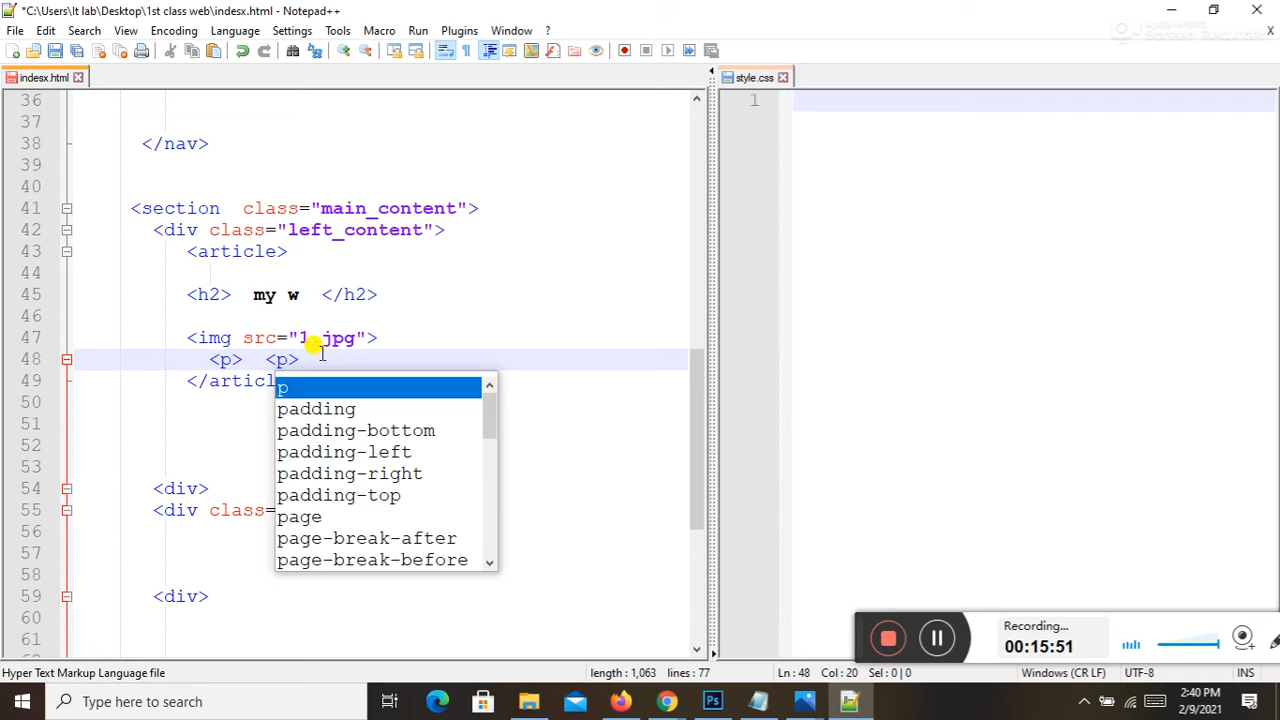 *C:\Users\It lab\Desktop\1st class web\indesx.html - Notepad++
File Edit Search View Encoding Language Settings Tools Macro Run Plugins Window ?
indesx.html
style.css
36
37
38 </nav>
39
40
41 <section class="main_content">
42 <div class="left_content">
43 <article>
44
45 <h2> my w </h2>
46
47 <img src="1.jpg">
48 <p> <p>
49 </articl
50
51
52
53
54 <div>
55 <div class=
56
57
58
59 <div>
60
61
1
p
padding
padding-bottom
padding-left
padding-right
padding-top
page
page-break-after
page-break-before
Recording...
00:15:51
Hyper Text Markup Language file
length : 1,063 lines : 77
Ln : 48 Col : 20 Sel : 0 | 0
Windows (CR LF)
UTF-8
INS
Type here to search
2:40 PM
2/9/2021